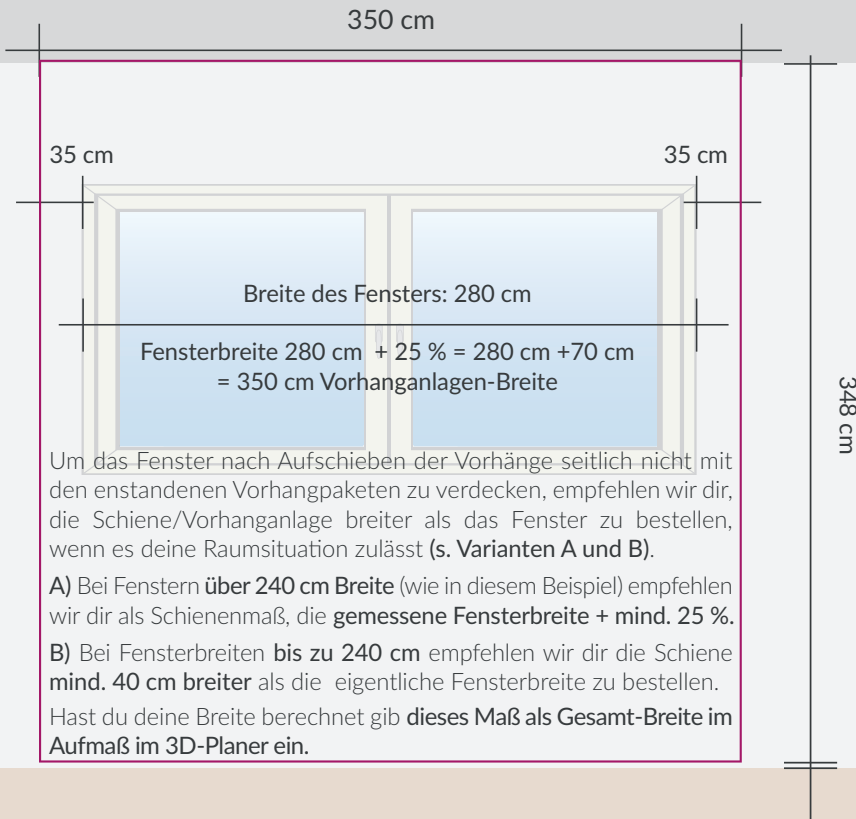 350 cm
35 cm
35 cm
Breite des Fensters: 280 cm
Fensterbreite 280 cm + 25 % = 280 cm +70 cm
= 350 cm Vorhanganlagen-Breite
348 cm
Um das Fenster nach Aufschieben der Vorhänge seitlich nicht mit
den enstandenen Vorhangpaketen zu verdecken, empfehlen wir dir,
die Schiene/Vorhanganlage breiter als das Fenster zu bestellen,
wenn es deine Raumsituation zulässt (s. Varianten A und B).
A) Bei Fenstern über 240 cm Breite (wie in diesem Beispiel) empfehlen
wir dir als Schienenmaß, die gemessene Fensterbreite + mind. 25 %.
B) Bei Fensterbreiten bis zu 240 cm empfehlen wir dir die Schiene
mind. 40 cm breiter als die eigentliche Fensterbreite zu bestellen.
Hast du deine Breite berechnet gib dieses Maß als Gesamt-Breite im
Aufmaß im 3D-Planer ein.